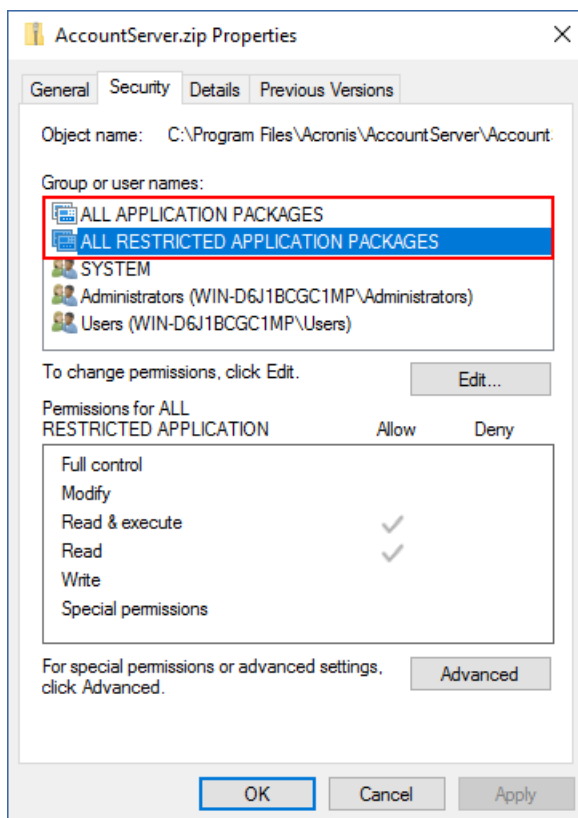 AccountServer.zip Properties
General Security Details Previous Versions
Object name: C:\Program Files\Acronis\AccountServer\Account
Group or user names:
ALL APPLICATION PACKAGES
ALL RESTRICTED APPLICATION PACKAGES
SYSTEM
Administrators (WIN-D6J1BCGC1MP\Administrators)
Users (WIN-D6J1BCGC1MP\Users)
To change permissions, click Edit.
Edit...
Permissions for ALL
RESTRICTED APPLICATION Allow Deny
Full control
Modify
Read & execute
Read
Write
Special permissions
For special permissions or advanced settings,
click Advanced.
Advanced
OK Cancel Apply